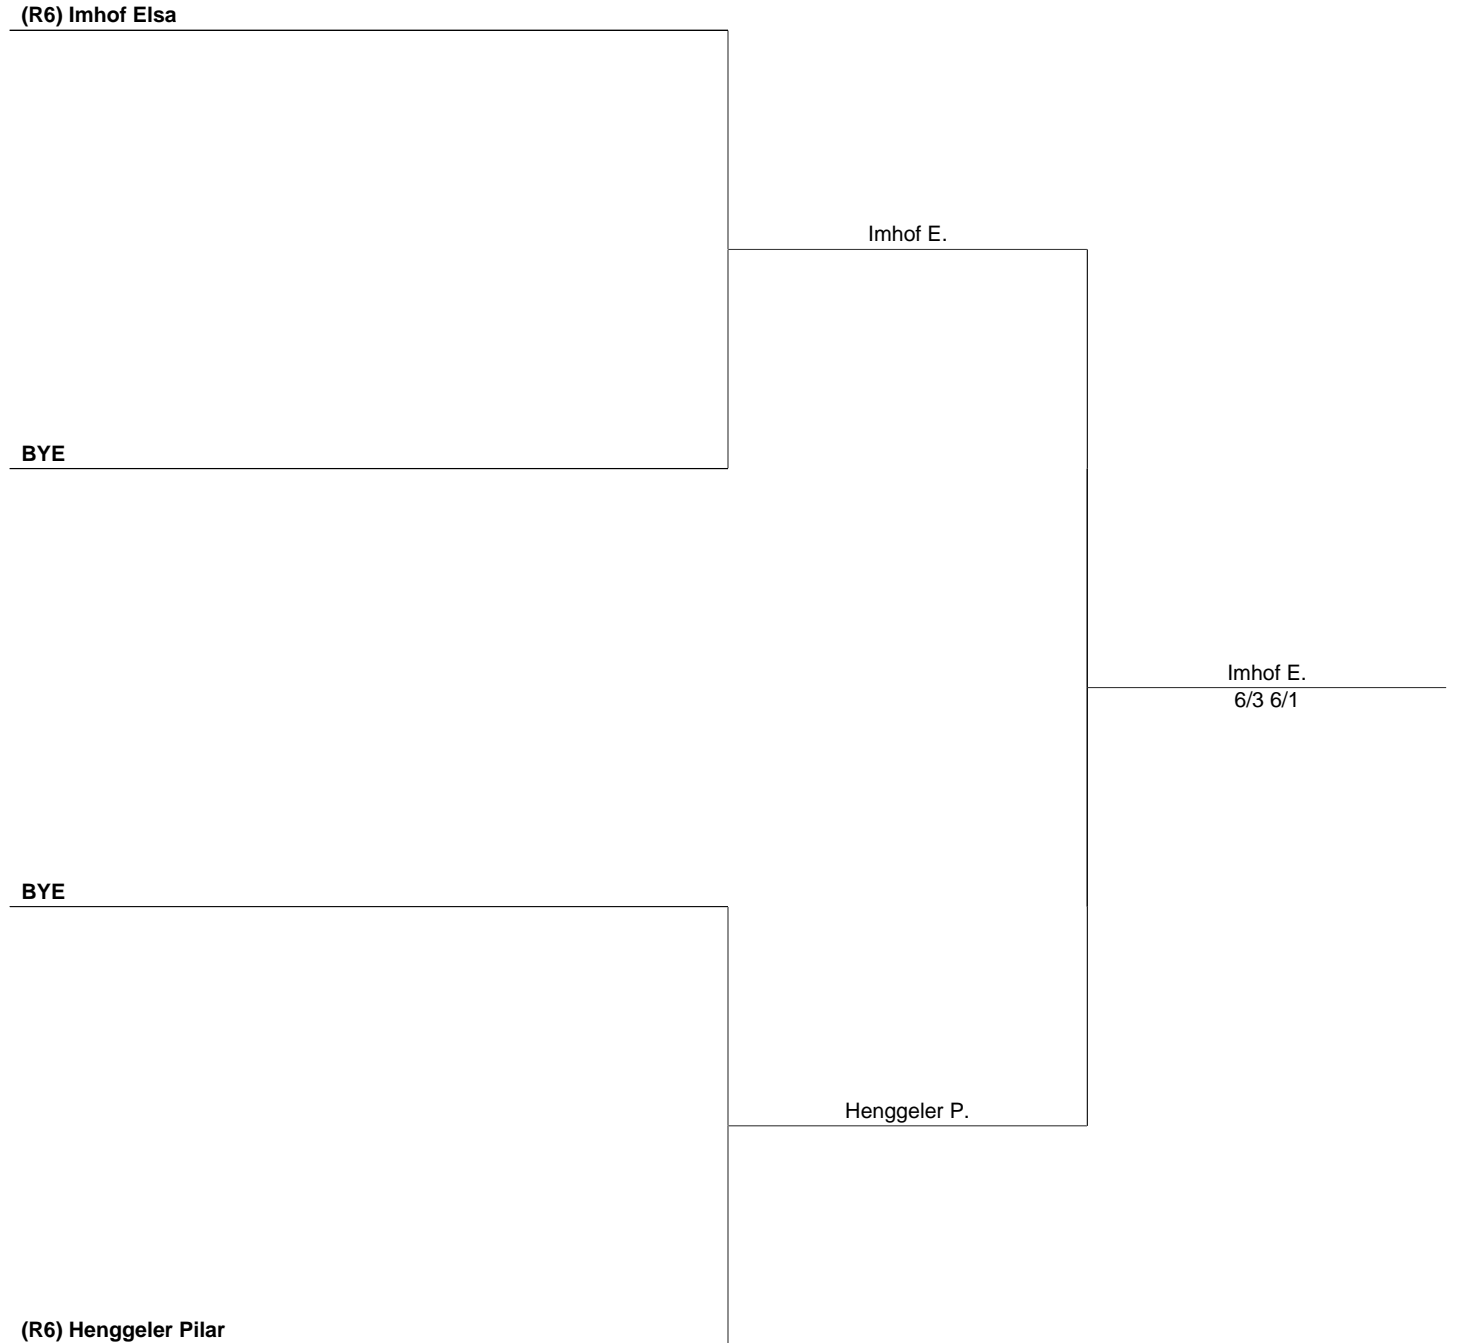 (R6) Imhof Elsa
Imhof E.
BYE
Imhof E.
6/3 6/1
BYE
Henggeler P.
(R6) Henggeler Pilar